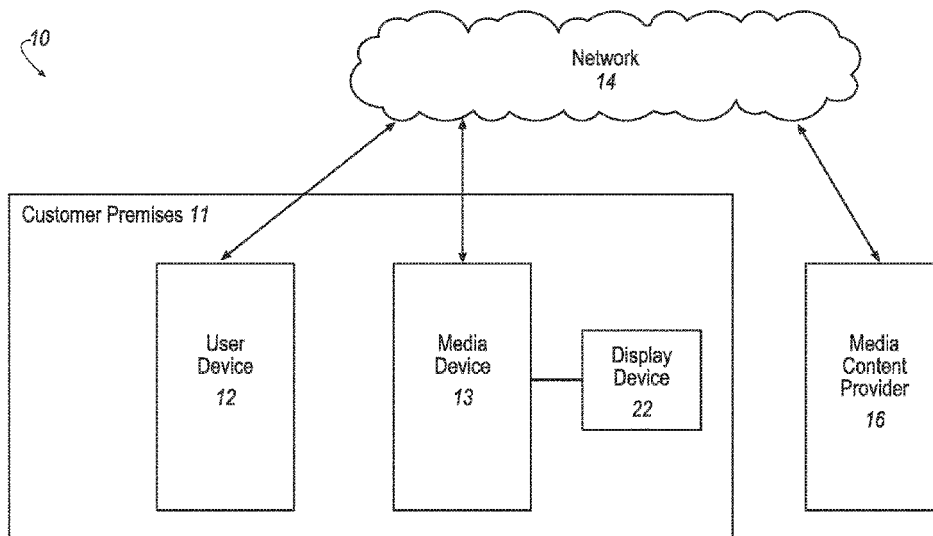 10
Network
14
Customer Premises 11
User
Device
12
Media
Device
13
Display
Device
22
Media
Content
Provider
16